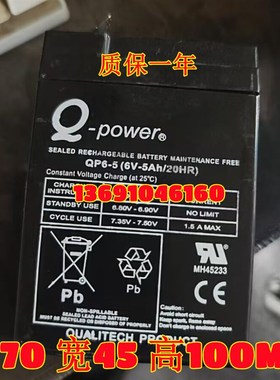 质保一年
Q-power®
SEALED RECHARGEABLE BATTERY MAINTENANCE FREE
QP6-5 (6V-5Ah/20HR)
Constant Voltage Charge (at 25°C)
13691046160
STANDBY USE 6.80V - 6.90V NO LIMIT
CYCLE USE 7.35V - 7.50V 1.5 A MAX
Pb
Pb
MH45233
NON-SPILLABLE
SEALED LEAD ACID BATTERY
QUALITECH PRODUCT
70 宽45 高100M